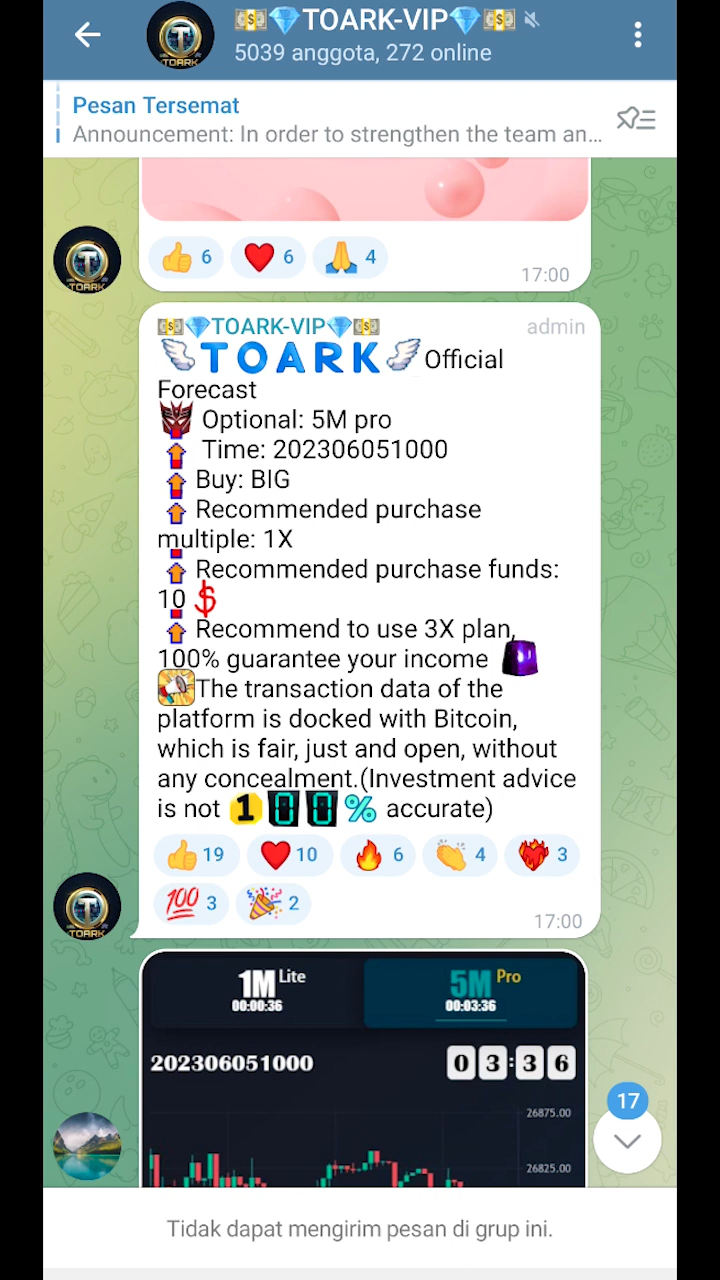 💵💎TOARK-VIP💎💵
5039 anggota, 272 online
Pesan Tersemat
Announcement: In order to strengthen the team an...
TOARK
6 6 4
17:00
💵💎TOARK-VIP💎💵 admin
TOARK Official
Forecast
Optional: 5M pro
Time: 202306051000
Buy: BIG
Recommended purchase
multiple: 1X
Recommended purchase funds:
10 $
Recommend to use 3X plan,
100% guarantee your income
The transaction data of the
platform is docked with Bitcoin,
which is fair, just and open, without
any concealment.(Investment advice
is not 100% accurate)
19 10 6 4 3
💯 3 2
17:00
TOARK
1M Lite
00:00:36
5M Pro
00:03:36
202306051000
03:36
26875.00
17
26825.00
Tidak dapat mengirim pesan di grup ini.